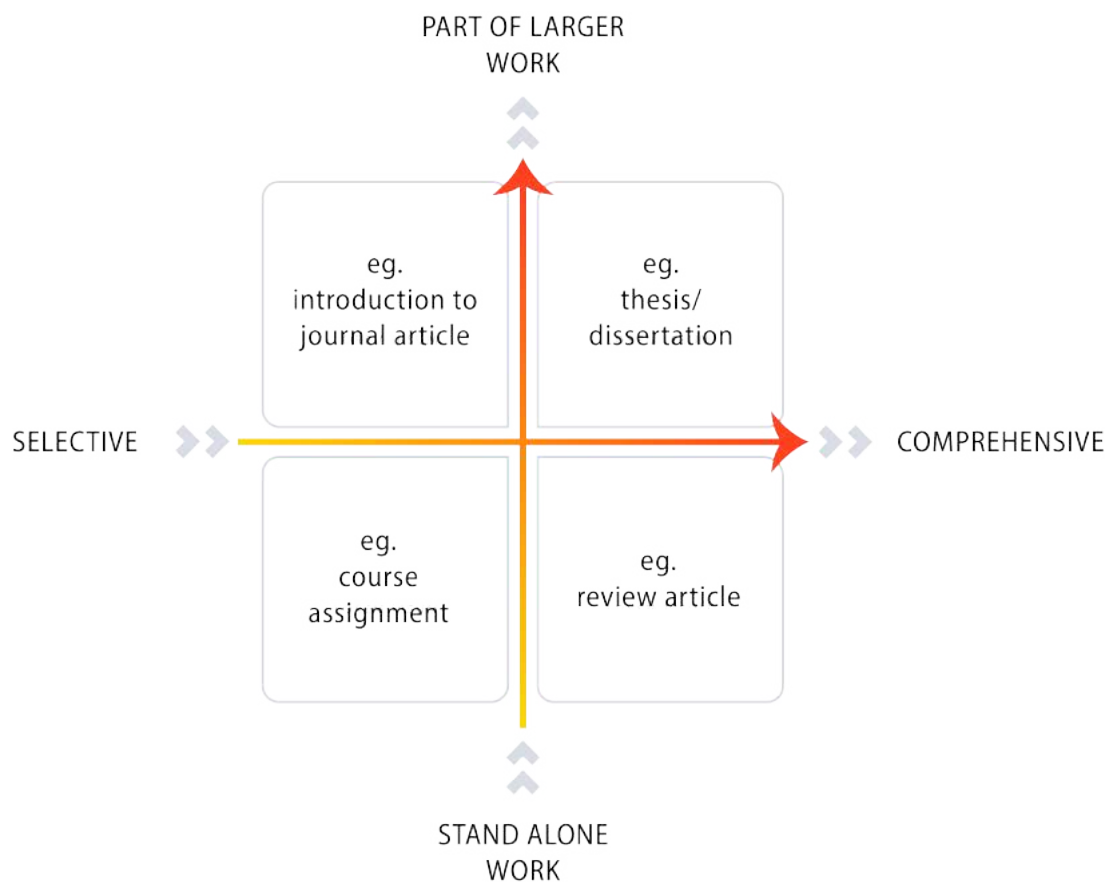 PART OF LARGER
WORK
eg.
introduction to
journal article
eg.
thesis/
dissertation
SELECTIVE
COMPREHENSIVE
eg.
course
assignment
eg.
review article
STAND ALONE
WORK